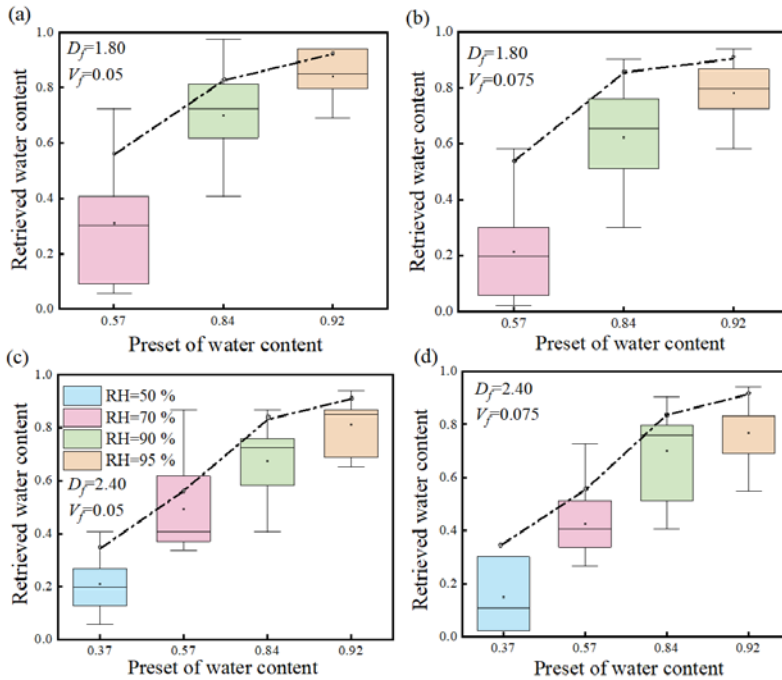 (a)
D_f=1.80
V_f=0.05
Retrieved water content
1.0
0.8
0.6
0.4
0.2
0.0
0.57
0.84
0.92
Preset of water content
(b)
D_f=1.80
V_f=0.075
Retrieved water content
1.0
0.8
0.6
0.4
0.2
0.0
0.57
0.84
0.92
Preset of water content
(c)
RH=50 %
RH=70 %
RH=90 %
RH=95 %
D_f=2.40
V_f=0.05
Retrieved water content
1.0
0.8
0.6
0.4
0.2
0.0
0.37
0.57
0.84
0.92
Preset of water content
(d)
D_f=2.40
V_f=0.075
Retrieved water content
1.0
0.8
0.6
0.4
0.2
0.0
0.37
0.57
0.84
0.92
Preset of water content